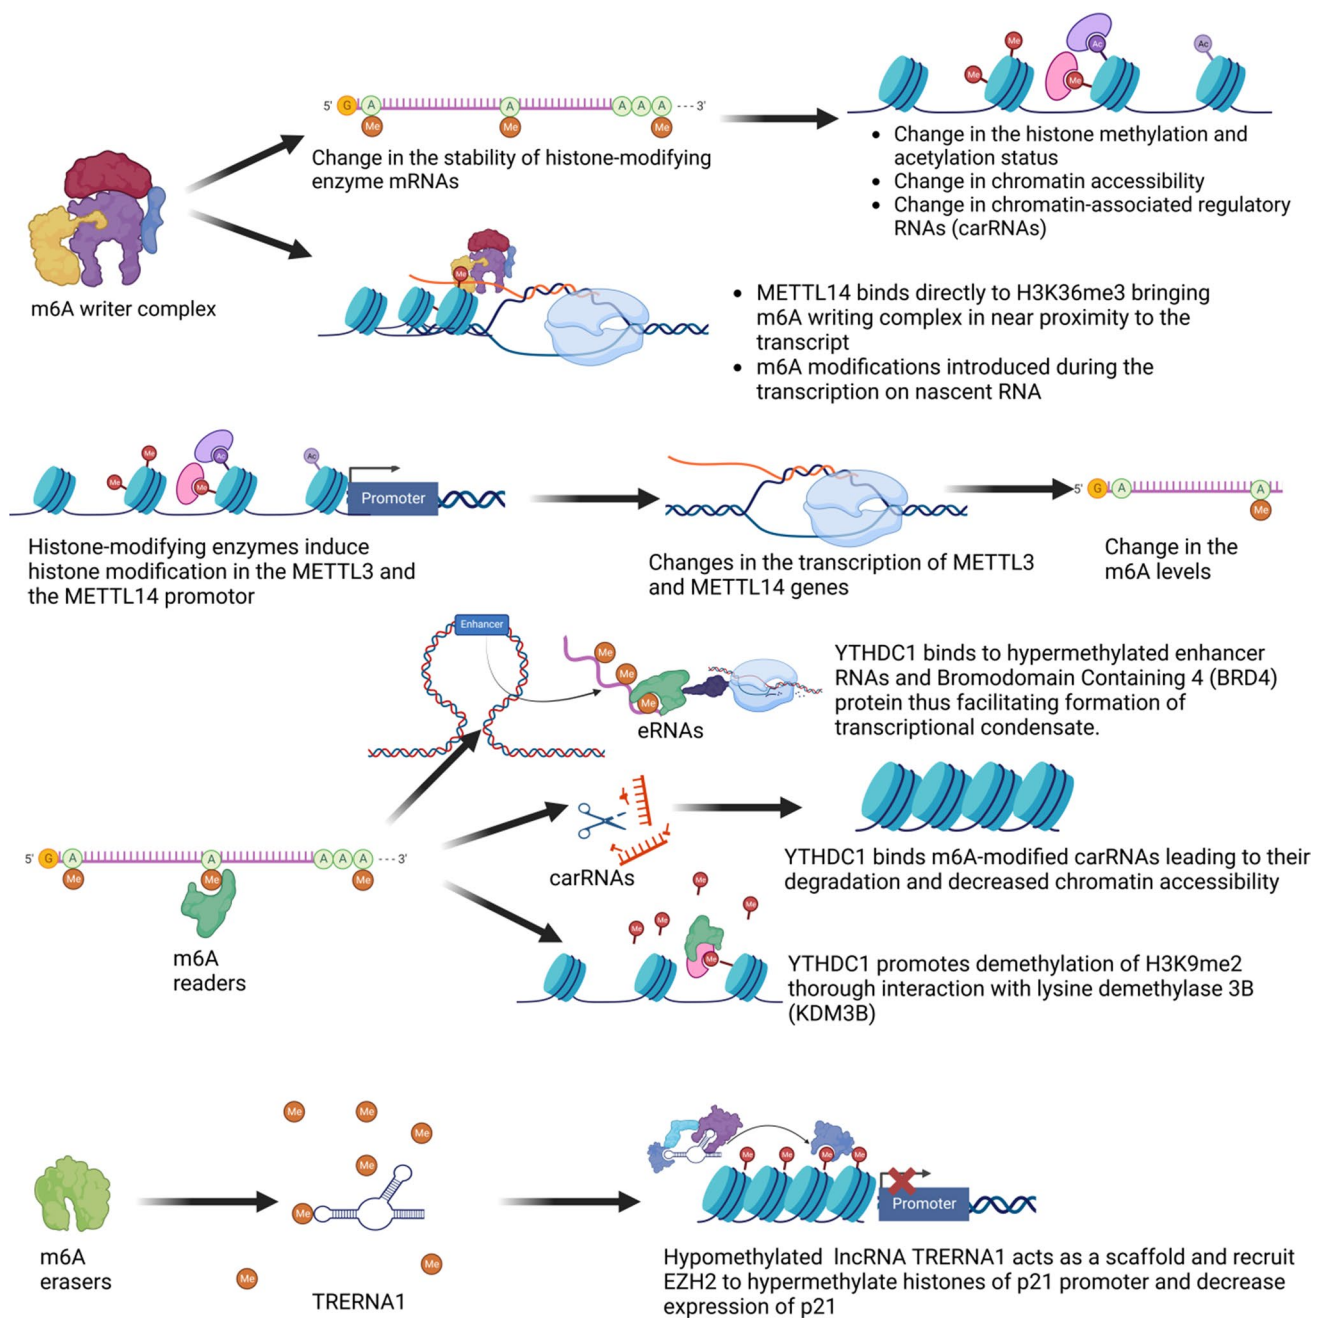 Me
Me
Ac
Me
Ac
5' G A A A A A --- 3'
Me Me Me
Change in the stability of histone-modifying
enzyme mRNAs
• Change in the histone methylation and
acetylation status
• Change in chromatin accessibility
• Change in chromatin-associated regulatory
RNAs (carRNAs)
m6A writer complex
Me
• METTL14 binds directly to H3K36me3 bringing
m6A writing complex in near proximity to the
transcript
• m6A modifications introduced during the
transcription on nascent RNA
Me
Me
Ac
Me
Ac
Promoter
Histone-modifying enzymes induce
histone modification in the METTL3 and
the METTL14 promotor
Changes in the transcription of METTL3
and METTL14 genes
5' G A A
Me
Change in the
m6A levels
Enhancer
Me
Me
Me
eRNAs
YTHDC1 binds to hypermethylated enhancer
RNAs and Bromodomain Containing 4 (BRD4)
protein thus facilitating formation of
transcriptional condensate.
carRNAs
YTHDC1 binds m6A-modified carRNAs leading to their
degradation and decreased chromatin accessibility
5' G A A A A A --- 3'
Me Me Me
m6A
readers
Me
Me
Me
Me
Me
YTHDC1 promotes demethylation of H3K9me2
thorough interaction with lysine demethylase 3B
(KDM3B)
m6A
erasers
Me
Me
Me
Me
Me
Me
Me
TRERNA1
Me Me Me Me
Promoter
Hypomethylated lncRNA TRERNA1 acts as a scaffold and recruit
EZH2 to hypermethylate histones of p21 promoter and decrease
expression of p21